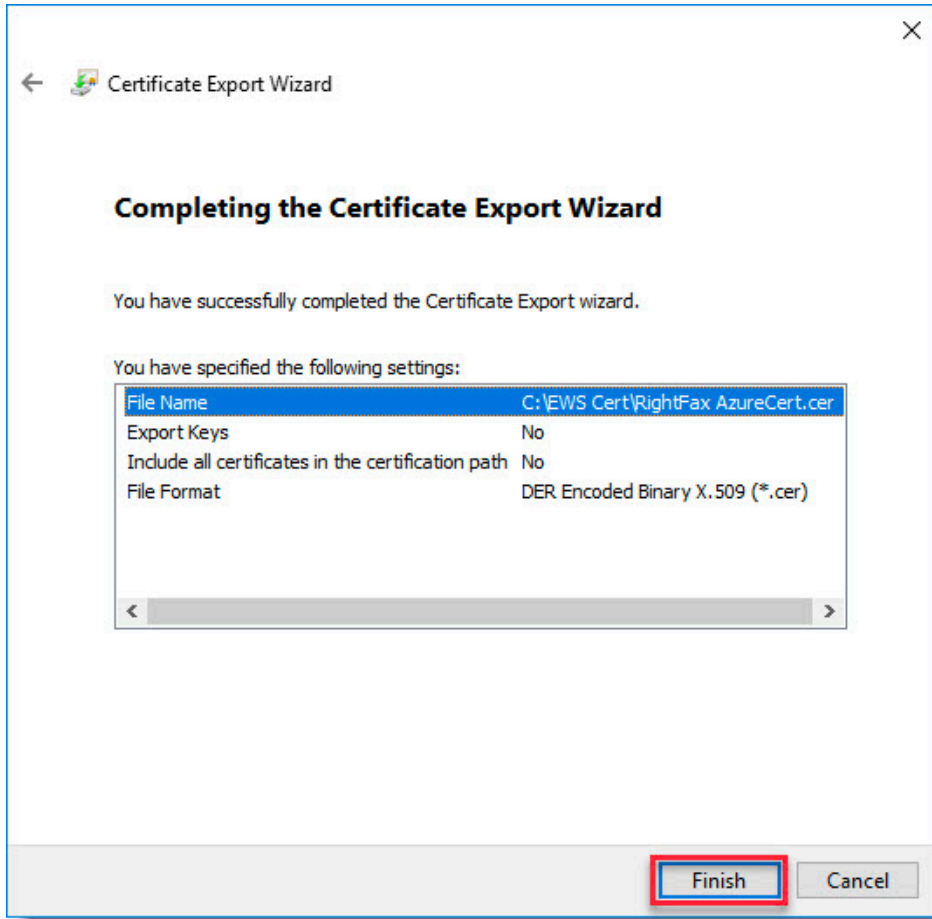 Certificate Export Wizard
Completing the Certificate Export Wizard
You have successfully completed the Certificate Export wizard.
You have specified the following settings:
File Name C:\EWS Cert\RightFax AzureCert.cer
Export Keys No
Include all certificates in the certification path No
File Format DER Encoded Binary X.509 (*.cer)
Finish Cancel